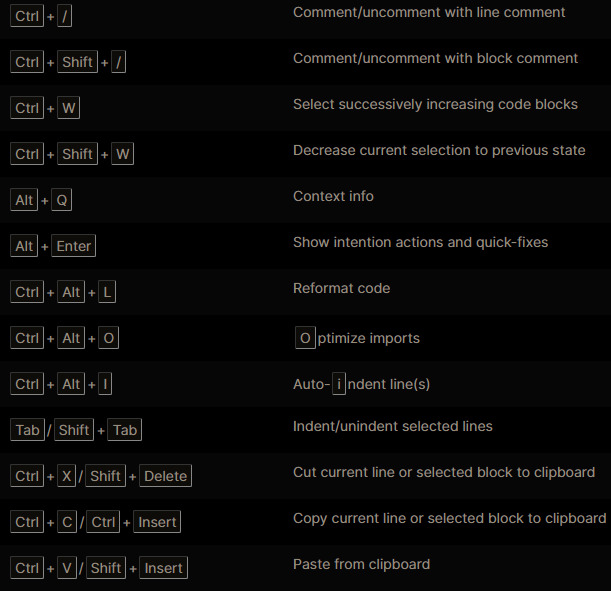 Ctrl + / Comment/uncomment with line comment
Ctrl + Shift + / Comment/uncomment with block comment
Ctrl + W Select successively increasing code blocks
Ctrl + Shift + W Decrease current selection to previous state
Alt + Q Context info
Alt + Enter Show intention actions and quick-fixes
Ctrl + Alt + L Reformat code
Ctrl + Alt + O Optimize imports
Ctrl + Alt + I Auto-indent line(s)
Tab / Shift + Tab Indent/unindent selected lines
Ctrl + X / Shift + Delete Cut current line or selected block to clipboard
Ctrl + C / Ctrl + Insert Copy current line or selected block to clipboard
Ctrl + V / Shift + Insert Paste from clipboard